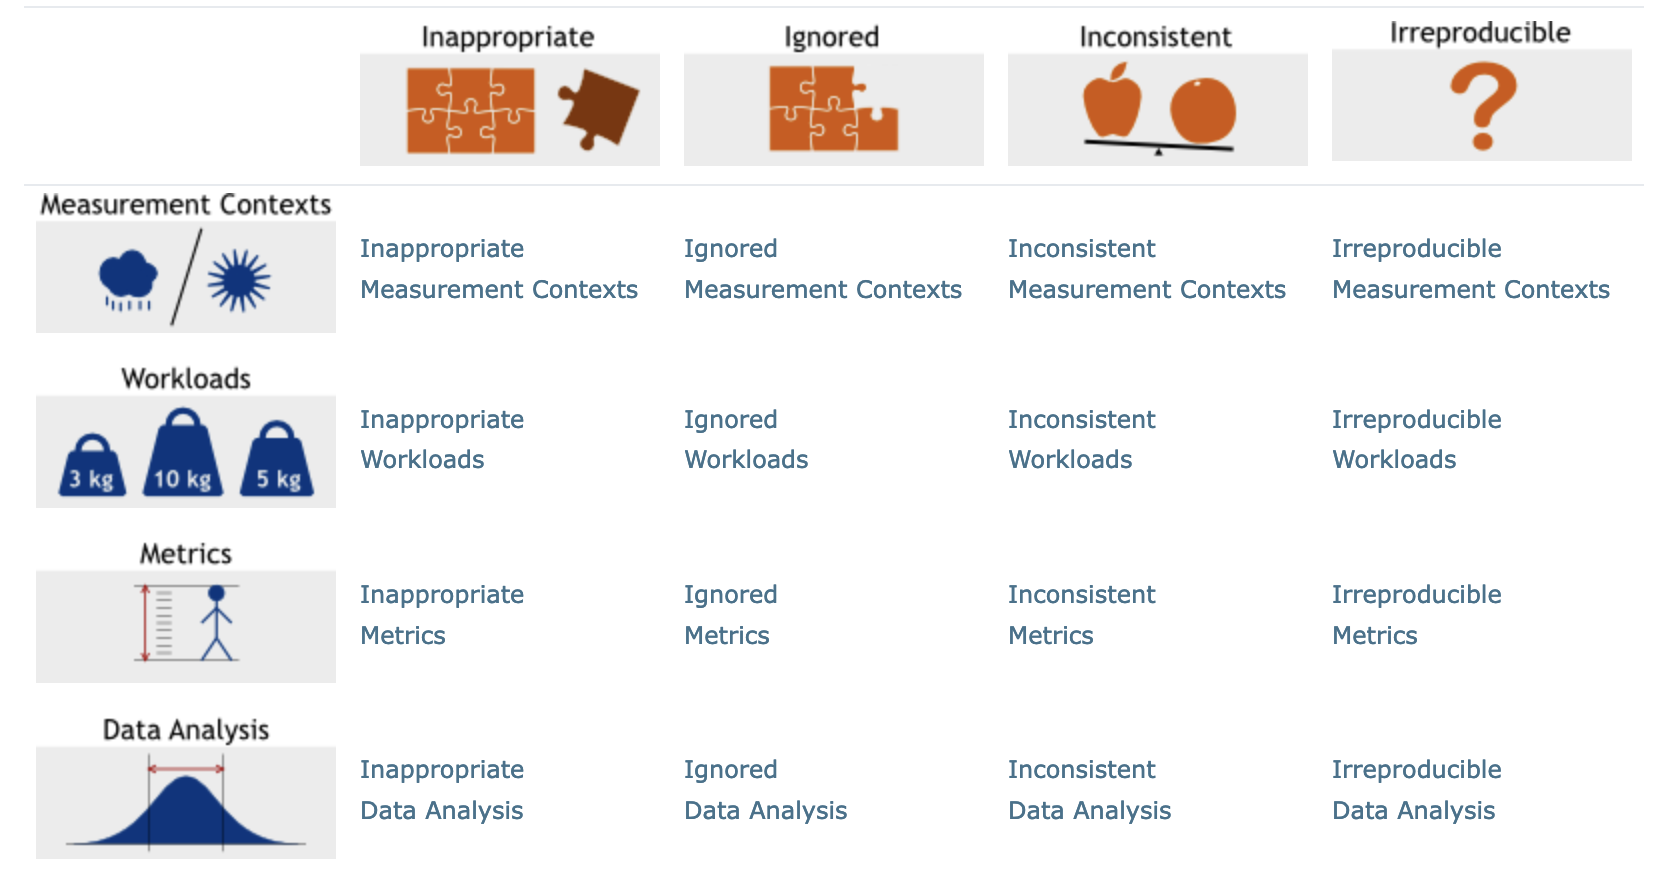 Inappropriate
Ignored
Inconsistent
Irreproducible
Measurement Contexts
Inappropriate
Measurement Contexts
Ignored
Measurement Contexts
Inconsistent
Measurement Contexts
Irreproducible
Measurement Contexts
Workloads
3 kg
10 kg
5 kg
Inappropriate
Workloads
Ignored
Workloads
Inconsistent
Workloads
Irreproducible
Workloads
Metrics
Inappropriate
Metrics
Ignored
Metrics
Inconsistent
Metrics
Irreproducible
Metrics
Data Analysis
Inappropriate
Data Analysis
Ignored
Data Analysis
Inconsistent
Data Analysis
Irreproducible
Data Analysis